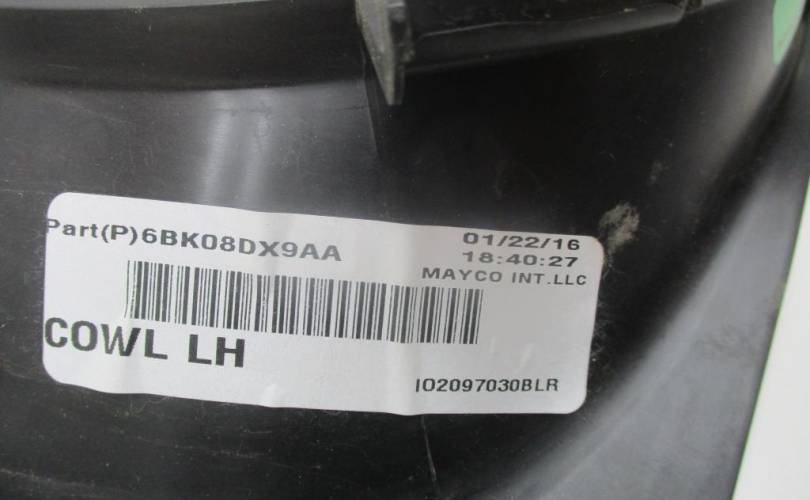 Part(P)6BK08DX9AA
01/22/16
18:40:27
MAYCO INT.LLC
COWL LH
IO2097030BLR